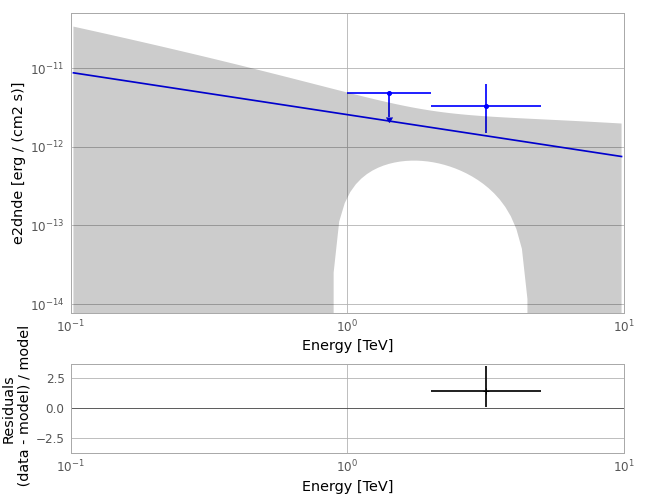 e2dnde [erg / (cm2 s)]
10⁻¹¹
10⁻¹²
10⁻¹³
10⁻¹⁴
10⁻¹ 10⁰ 10¹
Energy [TeV]
Residuals
(data - model) / model
2.5
0.0
−2.5
10⁻¹ 10⁰ 10¹
Energy [TeV]